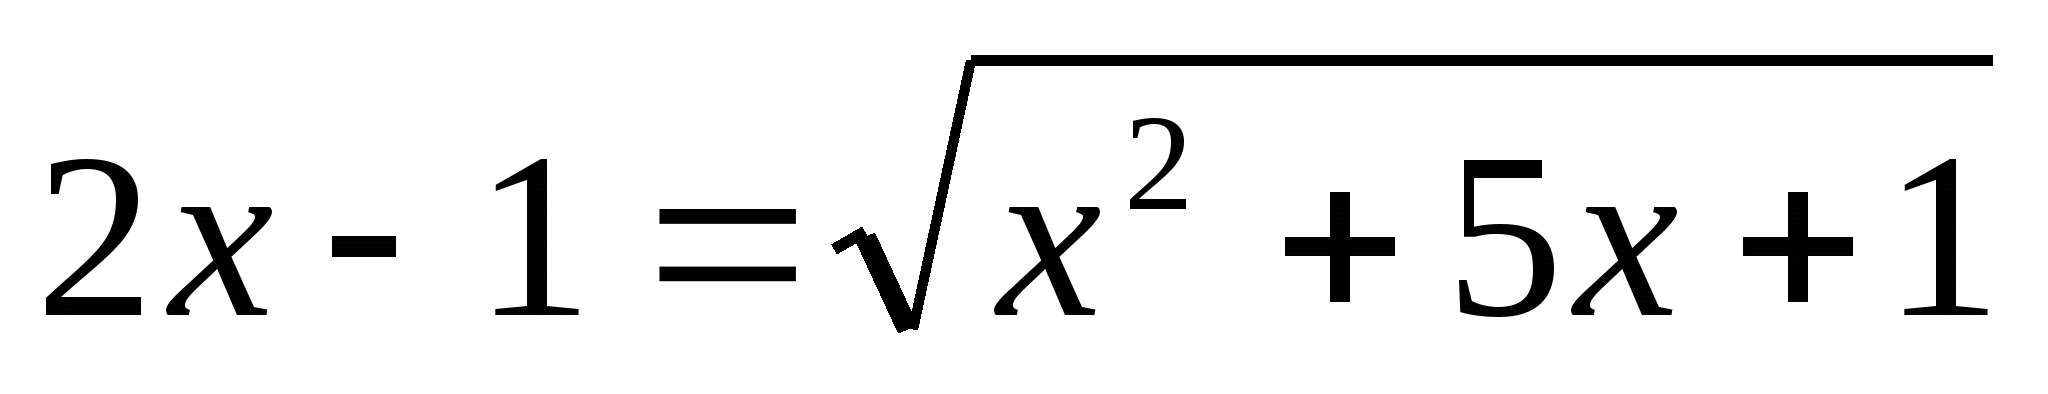 2x - 1 = √(x² + 5x + 1)